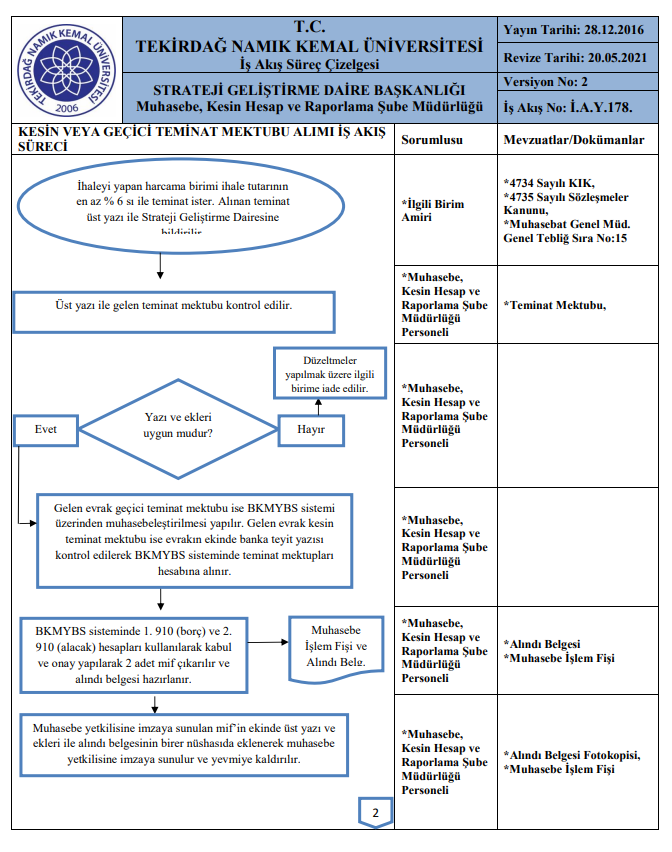 TEKİRDAĞ NAMIK KEMAL ÜNİVERSİTESİ
2006
T.C.
TEKİRDAĞ NAMIK KEMAL ÜNİVERSİTESİ
İş Akış Süreç Çizelgesi
STRATEJİ GELİŞTİRME DAİRE BAŞKANLIĞI
Muhasebe, Kesin Hesap ve Raporlama Şube Müdürlüğü
Yayın Tarihi: 28.12.2016
Revize Tarihi: 20.05.2021
Versiyon No: 2
İş Akış No: İ.A.Y.178.
KESİN VEYA GEÇİCİ TEMİNAT MEKTUBU ALIMI İŞ AKIŞ
SÜRECİ
Sorumlusu
Mevzuatlar/Dokümanlar
İhaleyi yapan harcama birimi ihale tutarının
en az % 6 sı ile teminat ister. Alınan teminat
üst yazı ile Strateji Geliştirme Dairesine
bildirilir.
*İlgili Birim
Amiri
*4734 Sayılı KIK,
*4735 Sayılı Sözleşmeler
Kanunu,
*Muhasebat Genel Müd.
Genel Tebliğ Sıra No:15
Üst yazı ile gelen teminat mektubu kontrol edilir.
*Muhasebe,
Kesin Hesap ve
Raporlama Şube
Müdürlüğü
Personeli
*Teminat Mektubu,
Düzeltmeler
yapılmak üzere ilgili
birime iade edilir.
Evet
Yazı ve ekleri
uygun mudur?
Hayır
*Muhasebe,
Kesin Hesap ve
Raporlama Şube
Müdürlüğü
Personeli
Gelen evrak geçici teminat mektubu ise BKMYBS sistemi
üzerinden muhasebeleştirilmesi yapılır. Gelen evrak kesin
teminat mektubu ise evrakın ekinde banka teyit yazısı
kontrol edilerek BKMYBS sisteminde teminat mektupları
hesabına alınır.
*Muhasebe,
Kesin Hesap ve
Raporlama Şube
Müdürlüğü
Personeli
BKMYBS sisteminde 1. 910 (borç) ve 2.
910 (alacak) hesapları kullanılarak kabul
ve onay yapılarak 2 adet mif çıkarılır ve
alındı belgesi hazırlanır.
Muhasebe
İşlem Fişi ve
Alındı Belg.
*Muhasebe,
Kesin Hesap ve
Raporlama Şube
Müdürlüğü
Personeli
*Alındı Belgesi
*Muhasebe İşlem Fişi
Muhasebe yetkilisine imzaya sunulan mif’in ekinde üst yazı ve
ekleri ile alındı belgesinin birer nüshasıda eklenerek muhasebe
yetkilisine imzaya sunulur ve yevmiye kaldırılır.
*Muhasebe,
Kesin Hesap ve
Raporlama Şube
Müdürlüğü
Personeli
*Alındı Belgesi Fotokopisi,
*Muhasebe İşlem Fişi
2